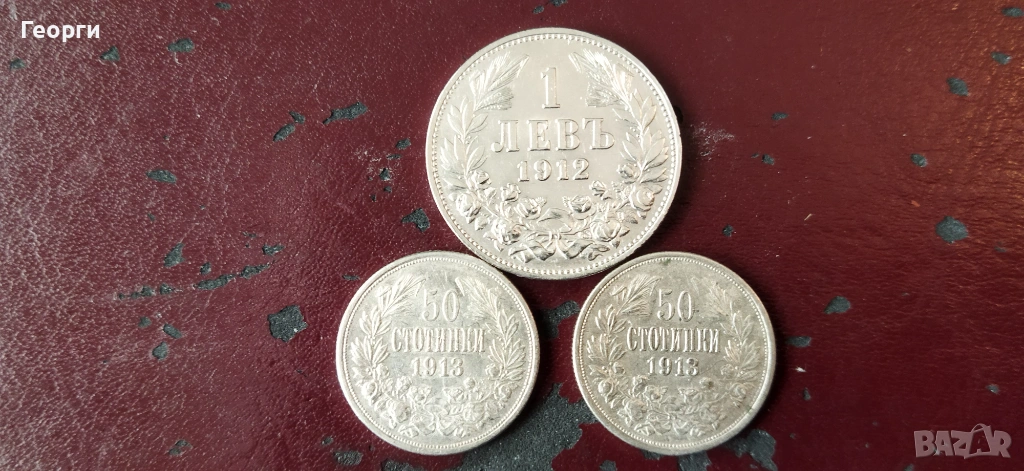 Георги
1
ЛЕВЪ
1912
50
СТОТИНКИ
1913
50
СТОТИНКИ
1913
BAZAR